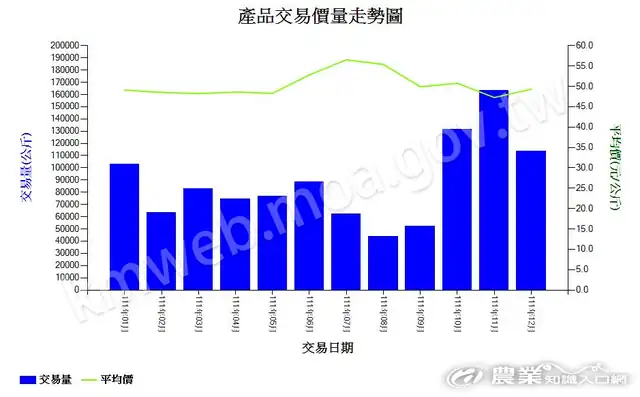 產品交易價量走勢圖
交易量(公斤)
200000
190000
180000
170000
160000
150000
140000
130000
120000
110000
100000
90000
80000
70000
60000
50000
40000
30000
20000
10000
0
60.0
55.0
50.0
45.0
40.0
35.0
30.0
25.0
20.0
15.0
10.0
5.0
0.0
平均價(元/公斤)
111年01月
111年02月
111年03月
111年04月
111年05月
111年06月
111年07月
111年08月
111年09月
111年10月
111年11月
111年12月
交易日期
交易量 平均價
kmweb.moa.gov.tw
農業知識入口網